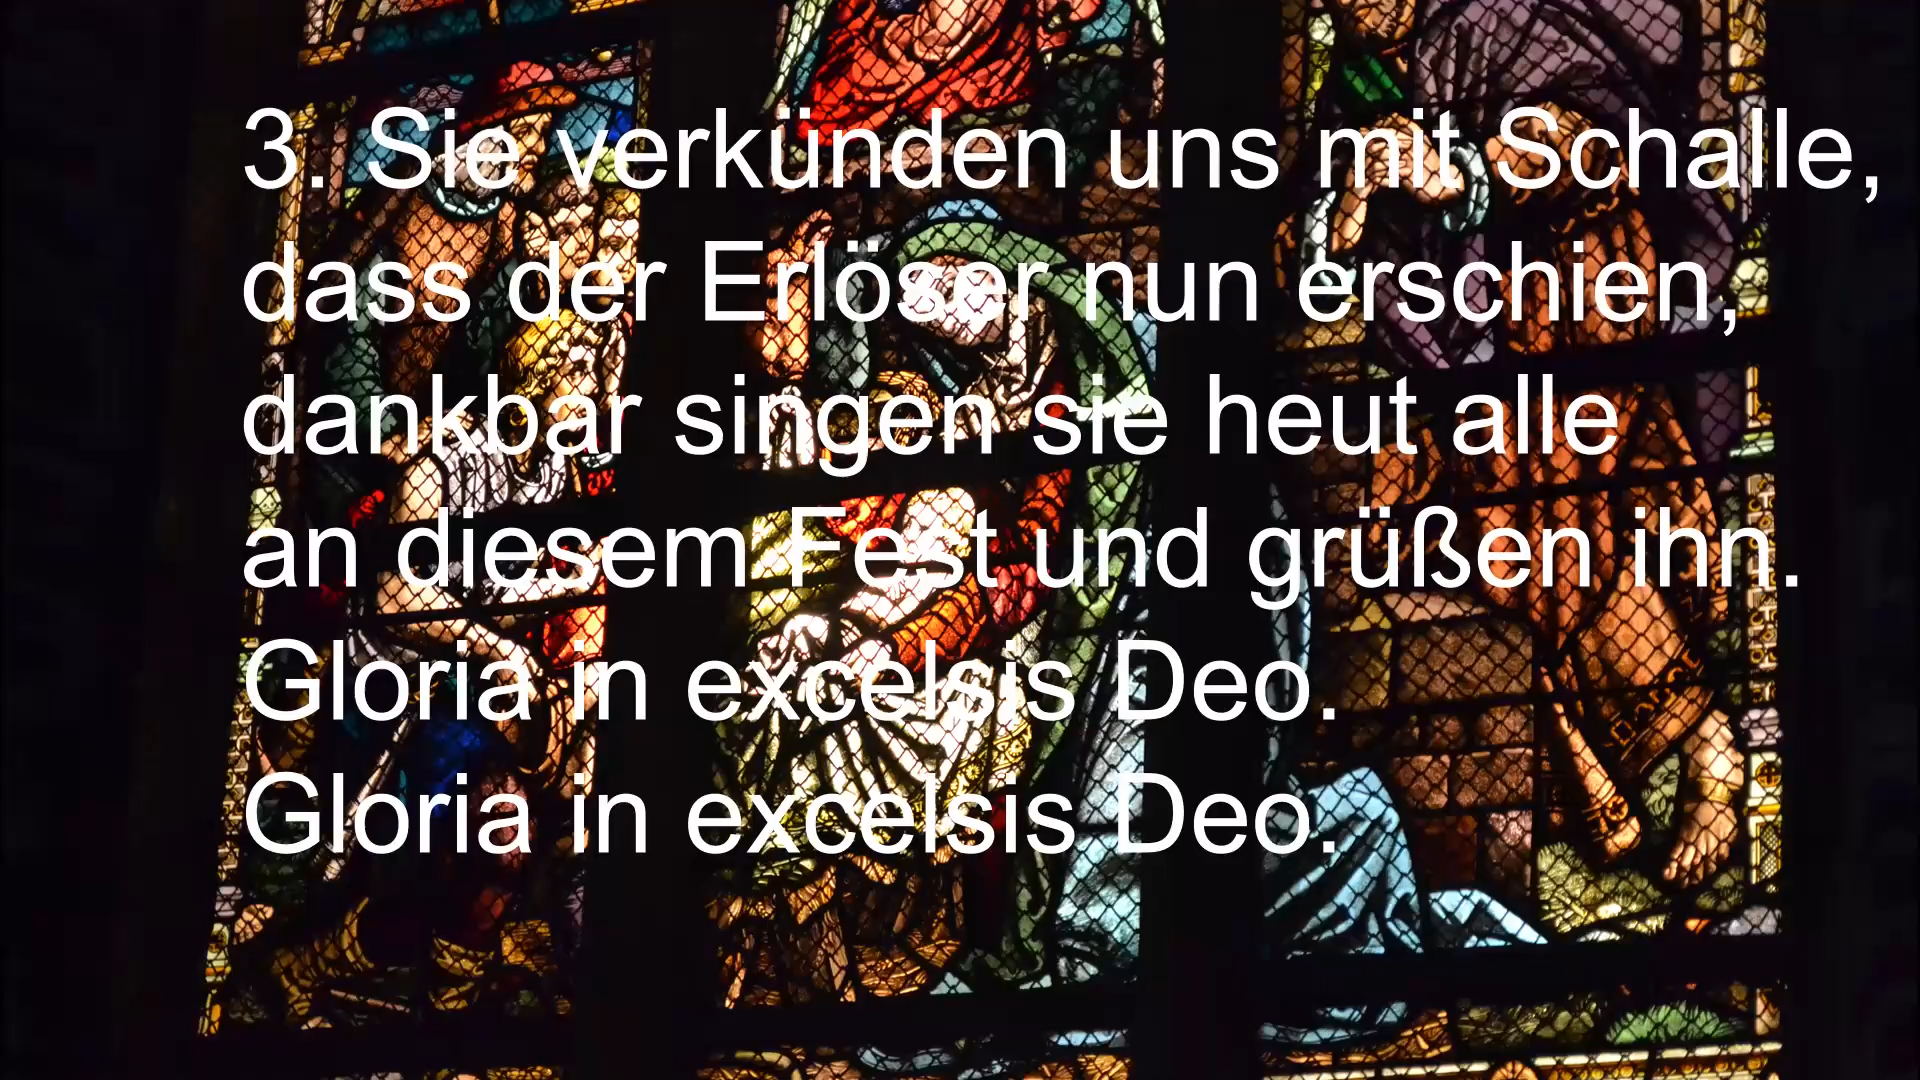 3. Sie verkünden uns mit Schalle,
dass der Erlöser nun erschien,
dankbar singen sie heut alle
an diesem Fest und grüßen ihn.
Gloria in excelsis Deo.
Gloria in excelsis Deo.